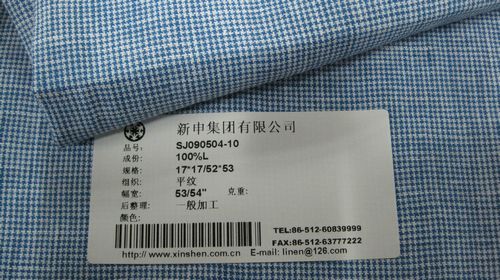 新申集团有限公司
品号: SJ090504-10
成份: 100%L
规格: 17*17/52*53
组织: 平纹
幅宽: 53/54" 克重:
后整理: 一般加工
颜色:
TEL:86-512-60839999
FAX:86-512-63777222
http://www.xinshen.com.cn E-mail: linen@126.com